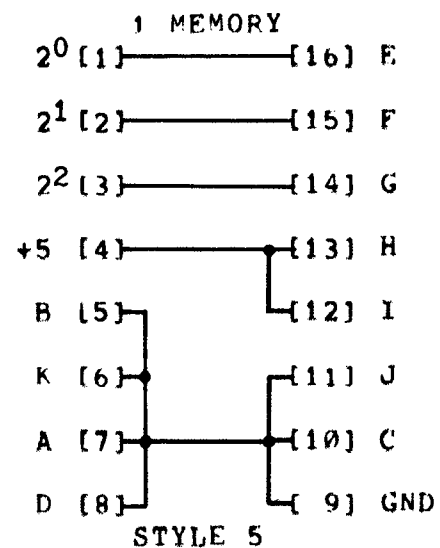 1 MEMORY
2⁰ [1] [16] E
2¹ [2] [15] F
2² [3] [14] G
+5 [4] [13] H
B [5] [12] I
K [6] [11] J
A [7] [10] C
D [8] [ 9] GND
STYLE 5